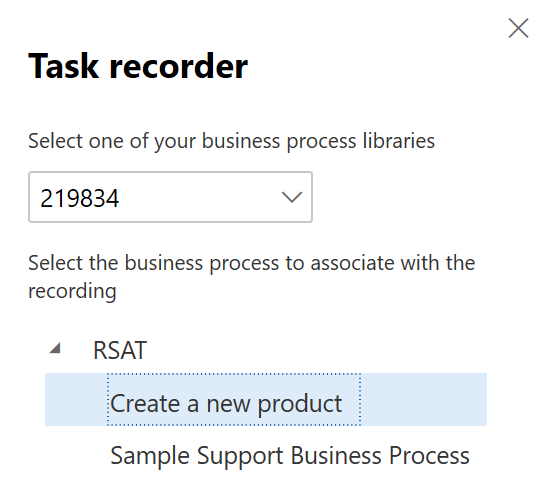 Task recorder
Select one of your business process libraries
219834
Select the business process to associate with the
recording
RSAT
Create a new product
Sample Support Business Process